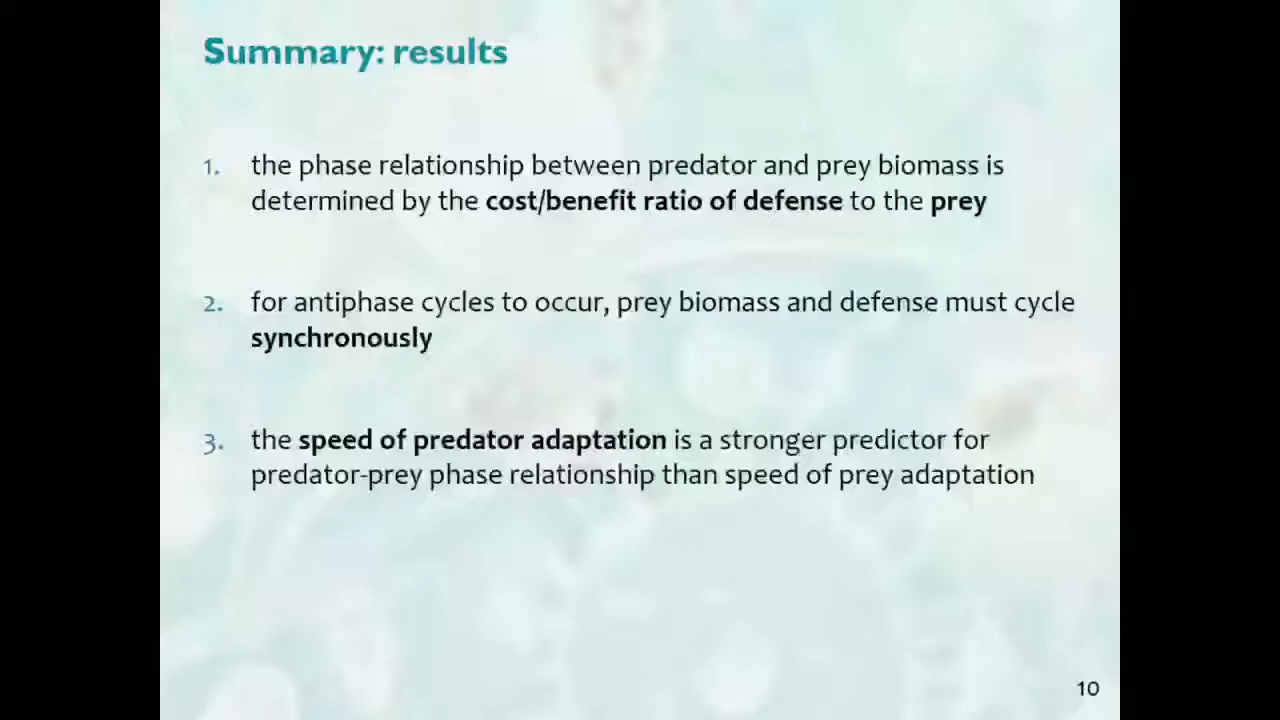 Summary: results
1. the phase relationship between predator and prey biomass is
determined by the cost/benefit ratio of defense to the prey
2. for antiphase cycles to occur, prey biomass and defense must cycle
synchronously
3. the speed of predator adaptation is a stronger predictor for
predator-prey phase relationship than speed of prey adaptation
10